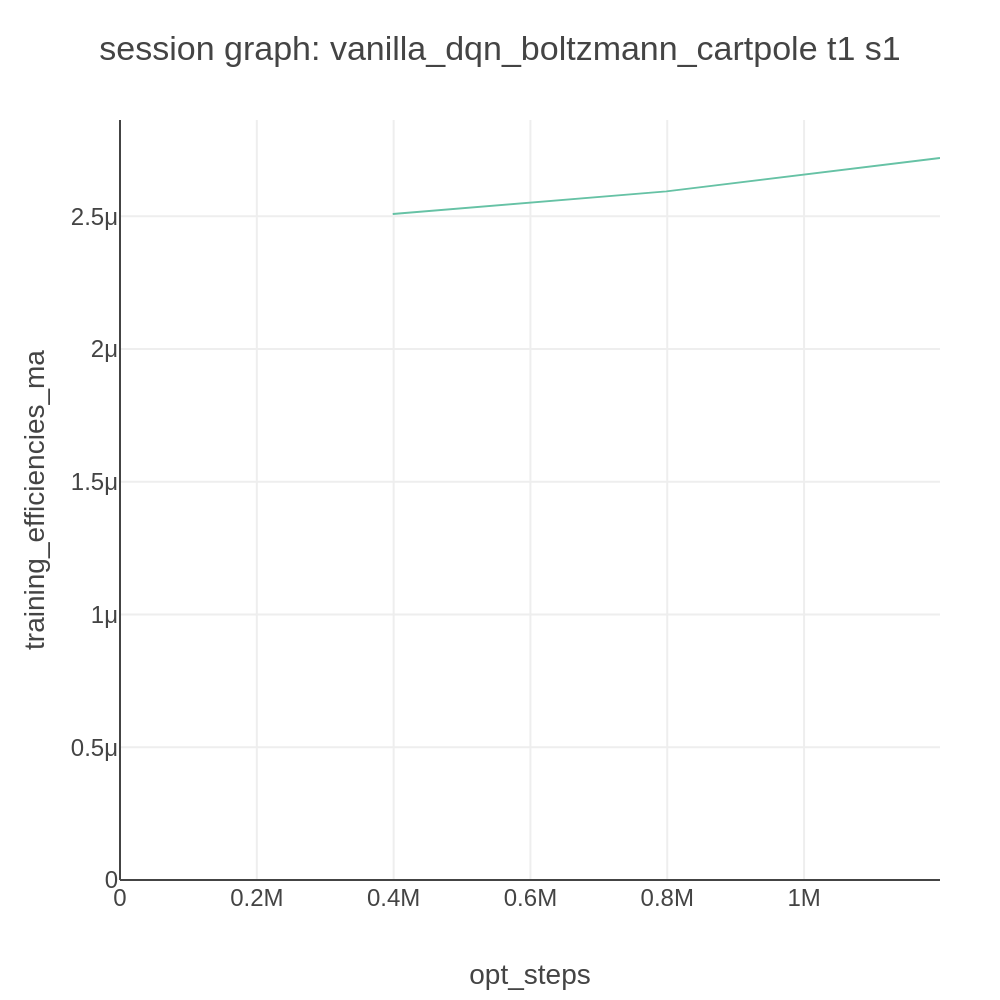 session graph: vanilla_dqn_boltzmann_cartpole t1 s1
training_efficiencies_ma
2.5μ
2μ
1.5μ
1μ
0.5μ
0
0 0.2M 0.4M 0.6M 0.8M 1M
opt_steps